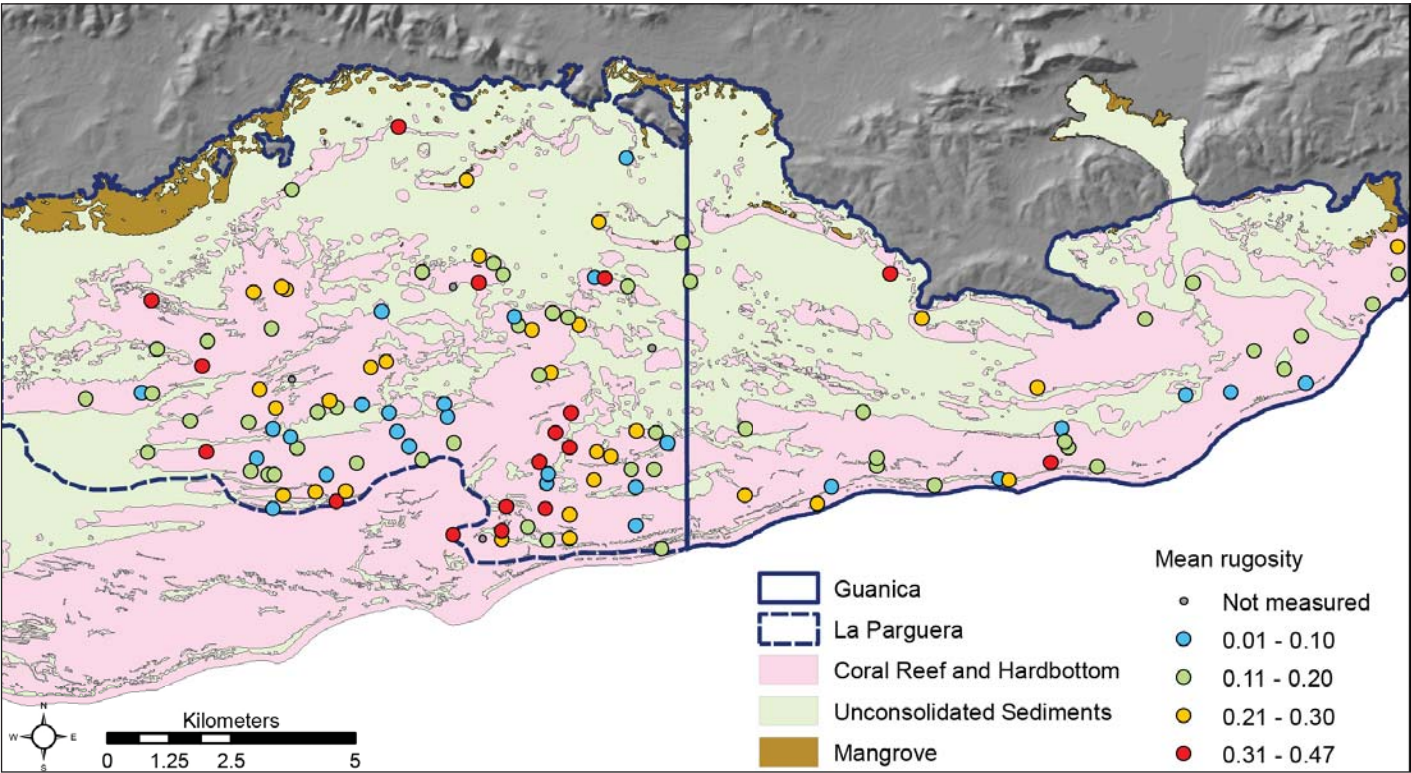 Guanica
La Parguera
Coral Reef and Hardbottom
Unconsolidated Sediments
Mangrove
Mean rugosity
Not measured
0.01 - 0.10
0.11 - 0.20
0.21 - 0.30
0.31 - 0.47
N
W E
S
Kilometers
0 1.25 2.5 5